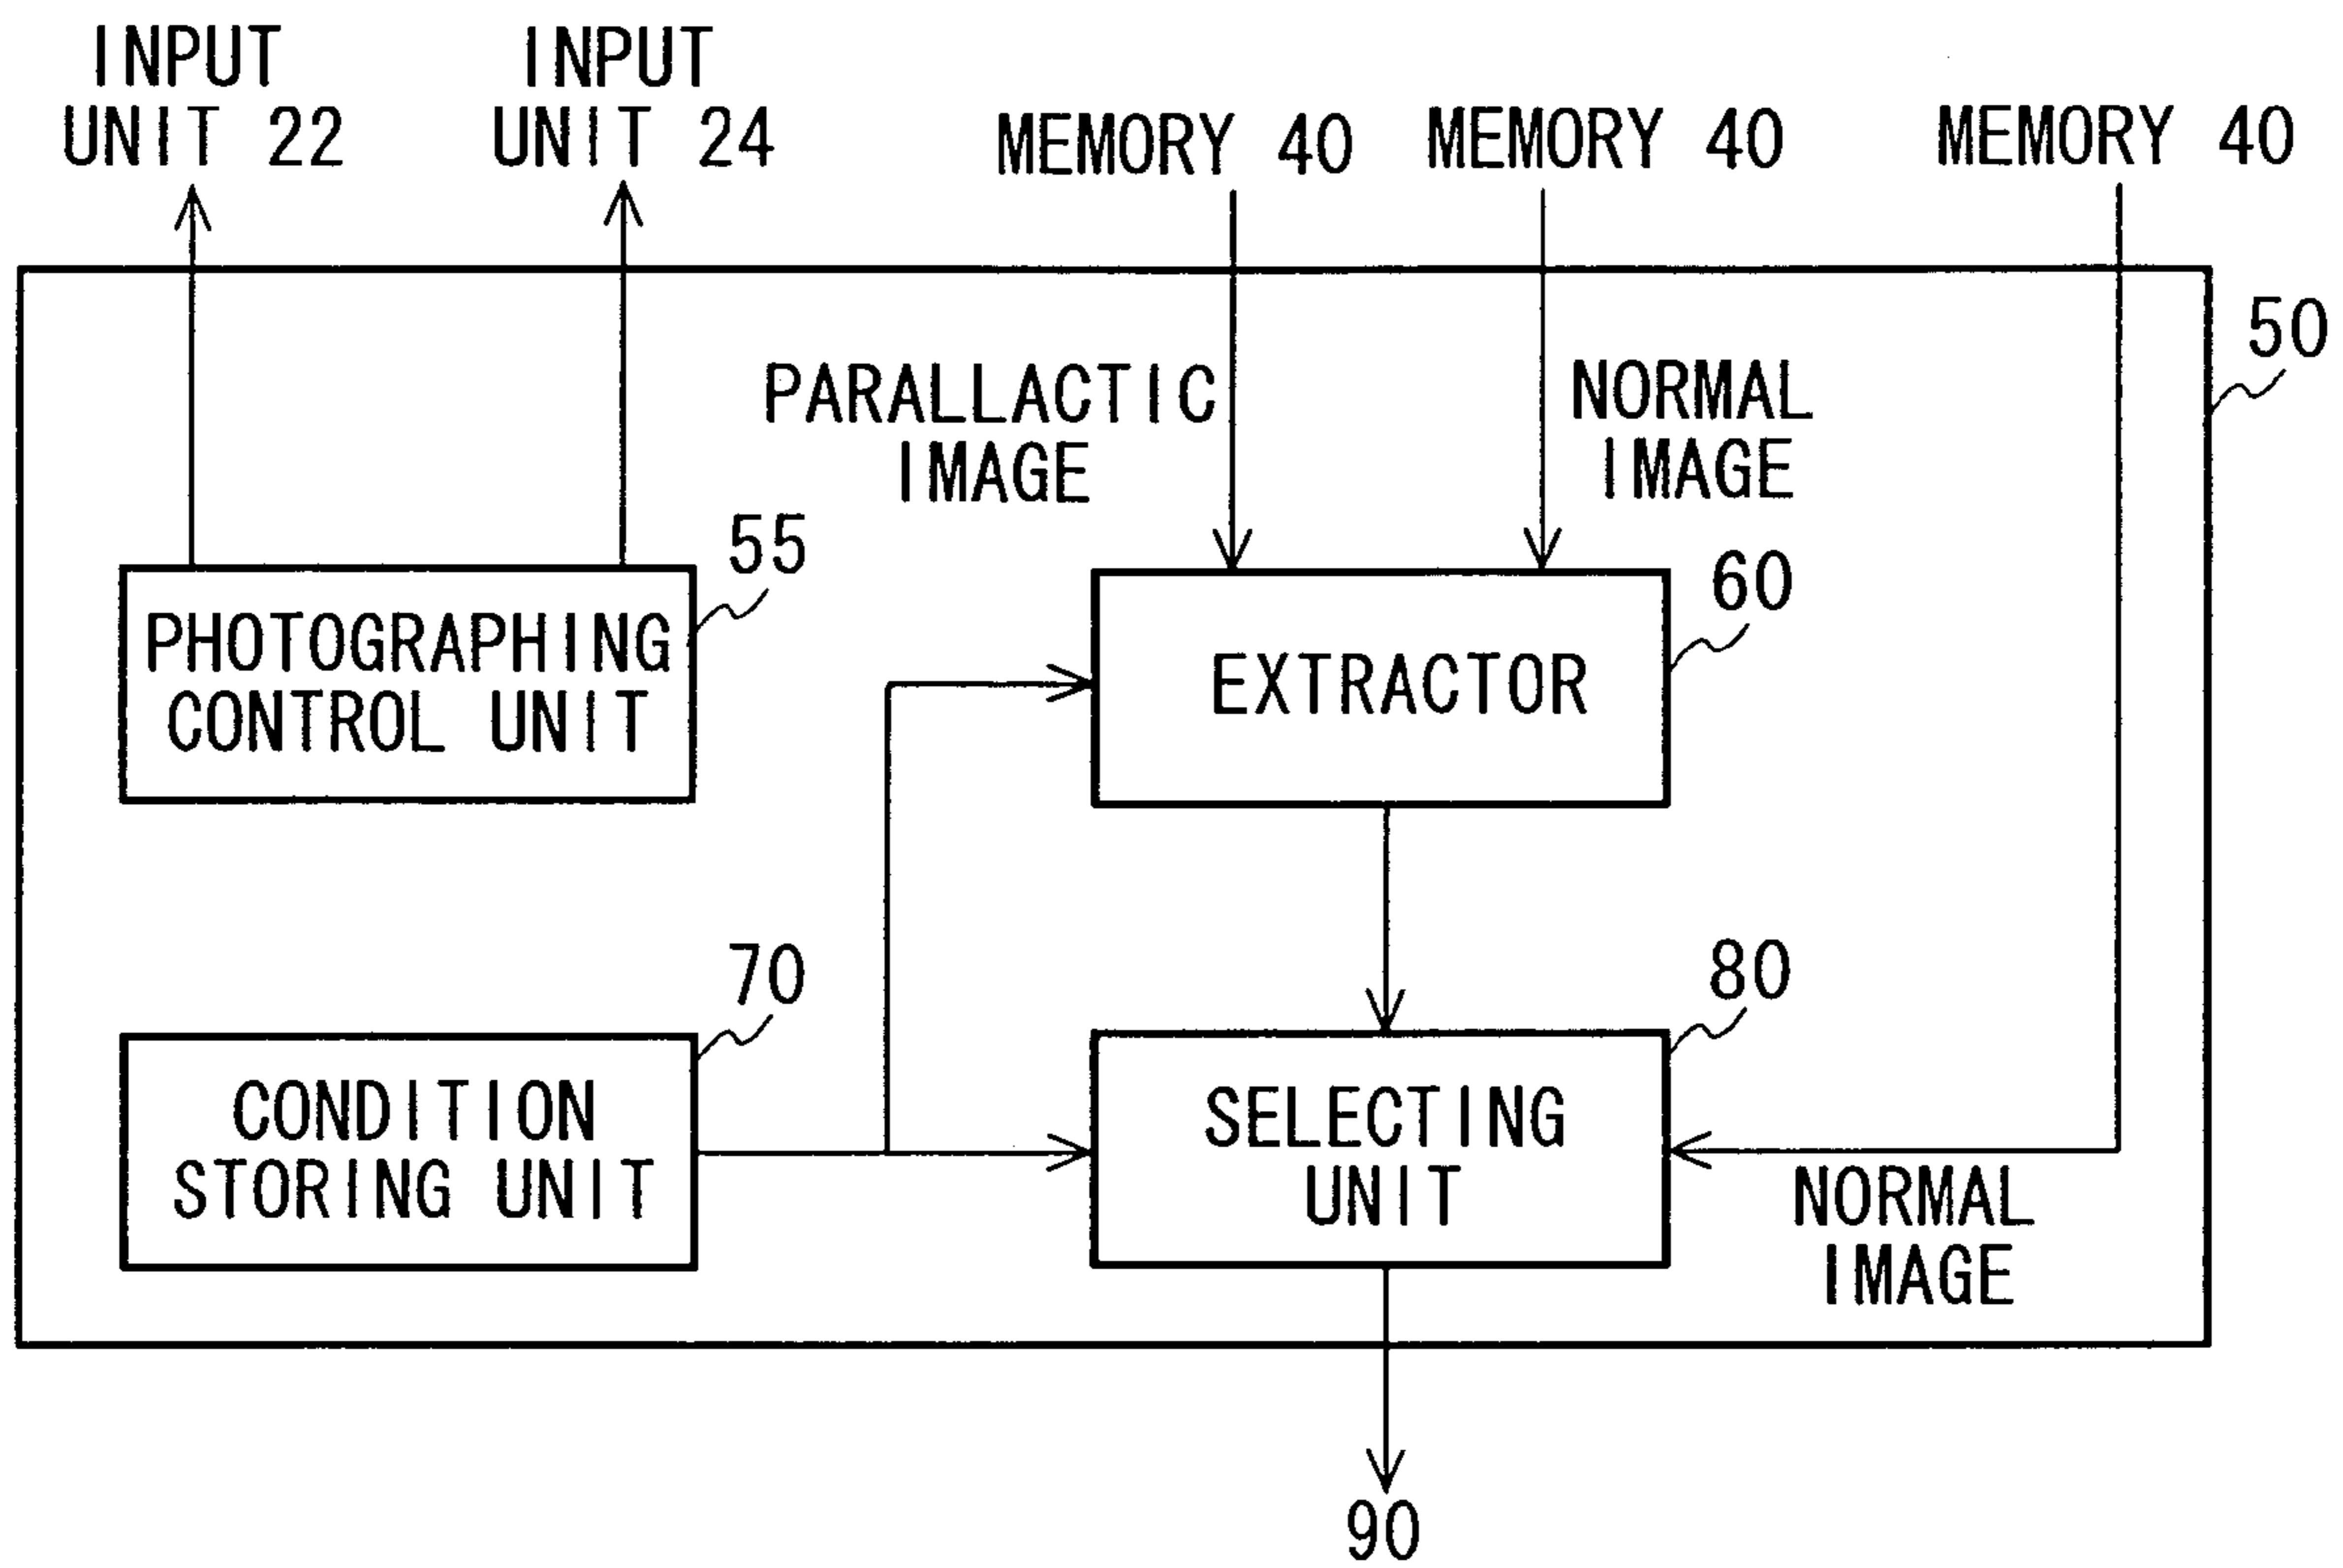 INPUT
UNIT 22
INPUT
UNIT 24
MEMORY 40
MEMORY 40
MEMORY 40
50
PARALLACTIC
IMAGE
NORMAL
IMAGE
55
PHOTOGRAPHING
CONTROL UNIT
60
EXTRACTOR
70
CONDITION
STORING UNIT
80
SELECTING
UNIT
NORMAL
IMAGE
90